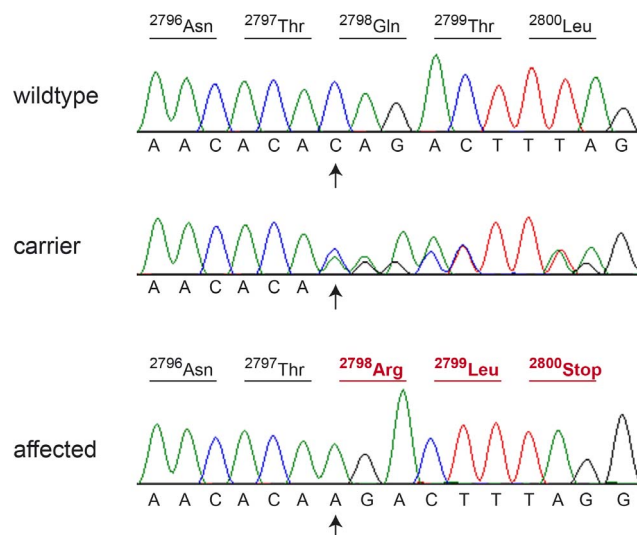 ²⁷⁹⁶Asn ²⁷⁹⁷Thr ²⁷⁹⁸Gln ²⁷⁹⁹Thr ²⁸⁰⁰Leu
wildtype
A A C A C A C A G A C T T T A G
carrier
A A C A C A
²⁷⁹⁶Asn ²⁷⁹⁷Thr ²⁷⁹⁸Arg ²⁷⁹⁹Leu ²⁸⁰⁰Stop
affected
A A C A C A A G A C T T T A G G